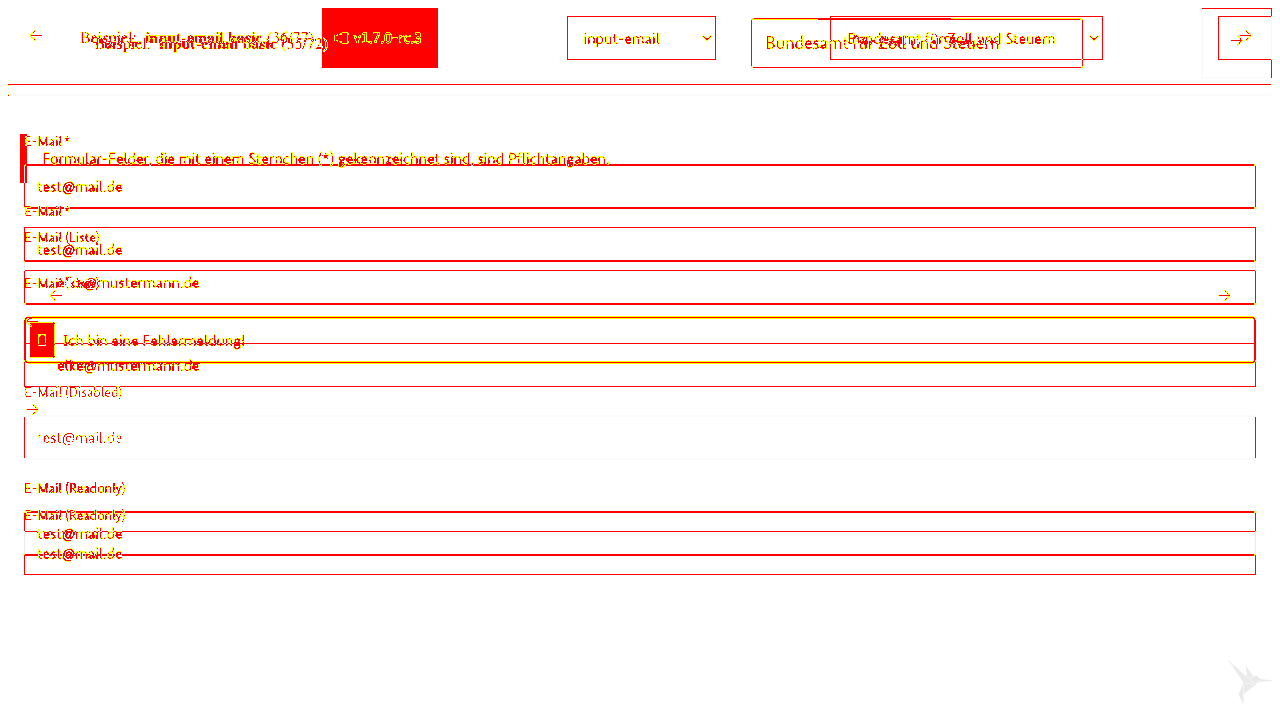 Beispiel: input-email basic (36/77)
v1.7.0-rc.3
input-email
Bundesamt für Zoll und Steuern
Beispiel: input-email basic (55/72)
Bundesamt für Zoll und Steuern
E-Mail *
Formular-Felder, die mit einem Sternchen (*) gekennzeichnet sind, sind Pflichtangaben.
test@mail.de
E-Mail *
E-Mail (Liste)
test@mail.de
E-Mail
elke@mustermann.de
Ich bin eine Fehlermeldung!
elke@mustermann.de
E-Mail (Disabled)
test@mail.de
E-Mail (Readonly)
E-Mail (Readonly)
test@mail.de
test@mail.de